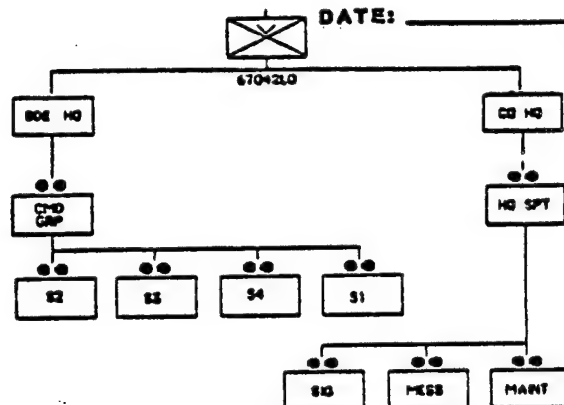 DATE:
67042L0
BDE HQ
CO HQ
CMD
GRP
HQ SPT
S2
S3
S4
S1
SIG
MESS
MAINT